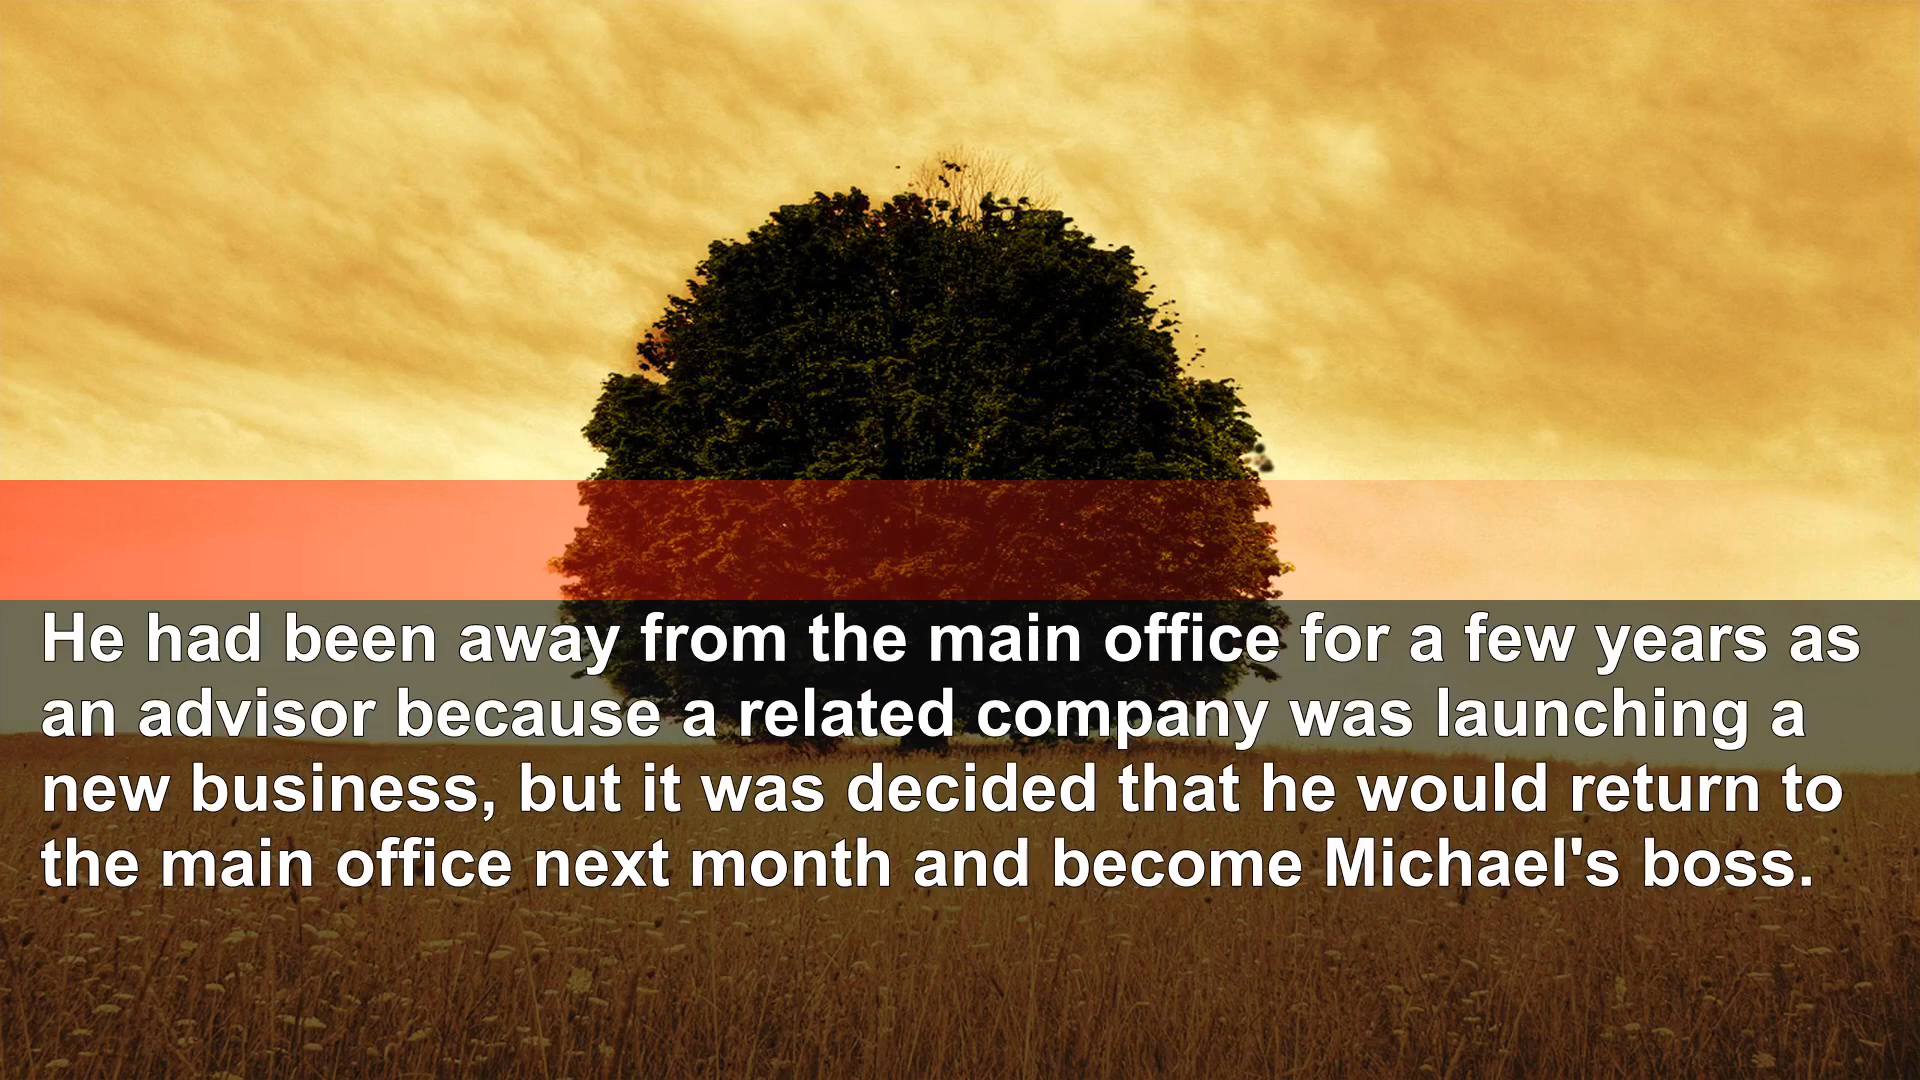 He had been away from the main office for a few years as
an advisor because a related company was launching a
new business, but it was decided that he would return to
the main office next month and become Michael's boss.